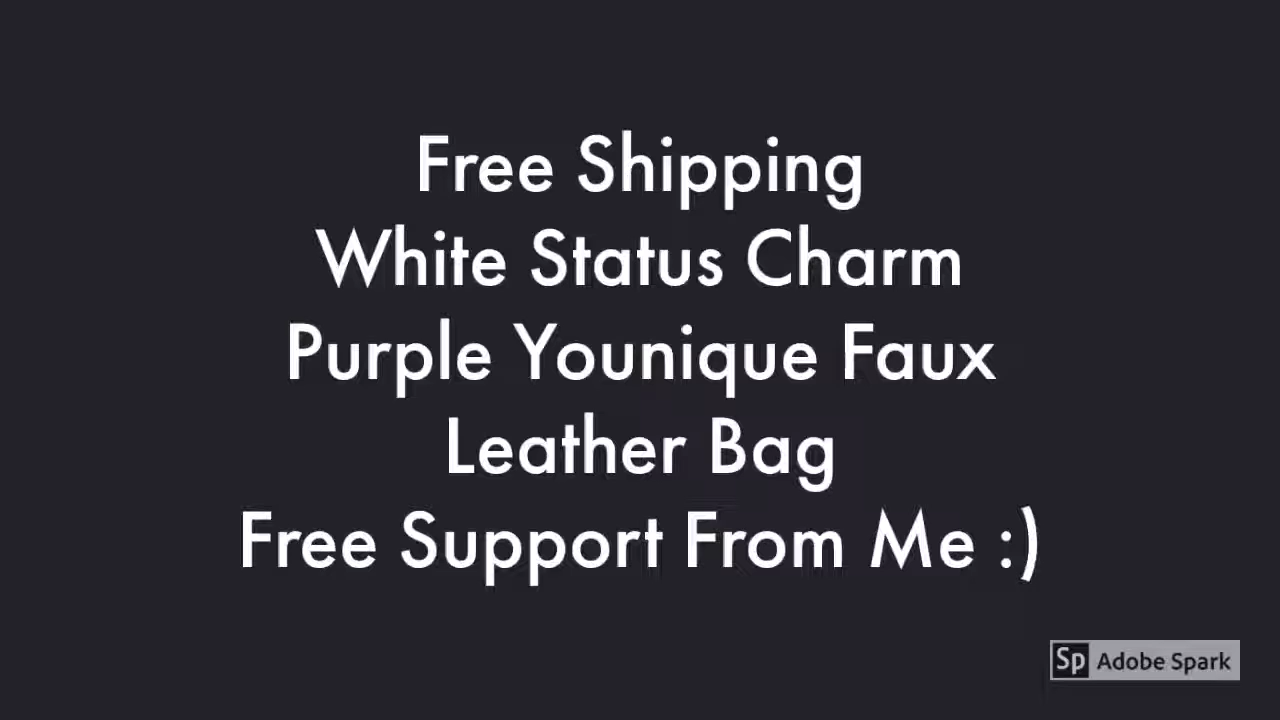 Free Shipping
White Status Charm
Purple Younique Faux
Leather Bag
Free Support From Me :)
Sp Adobe Spark